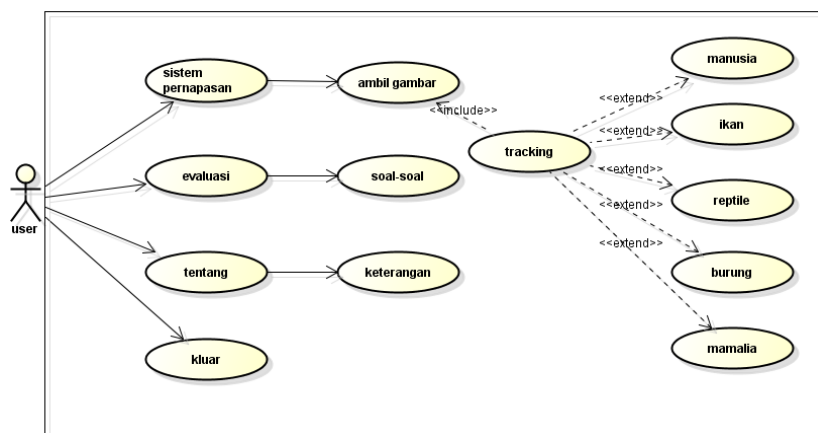 sistem
pernapasan
ambil gambar
<<include>>
tracking
<<extend>>
manusia
<<extend>>
ikan
<<extend>>
reptile
<<extend>>
burung
<<extend>>
mamalia
evaluasi
soal-soal
user
tentang
keterangan
kluar